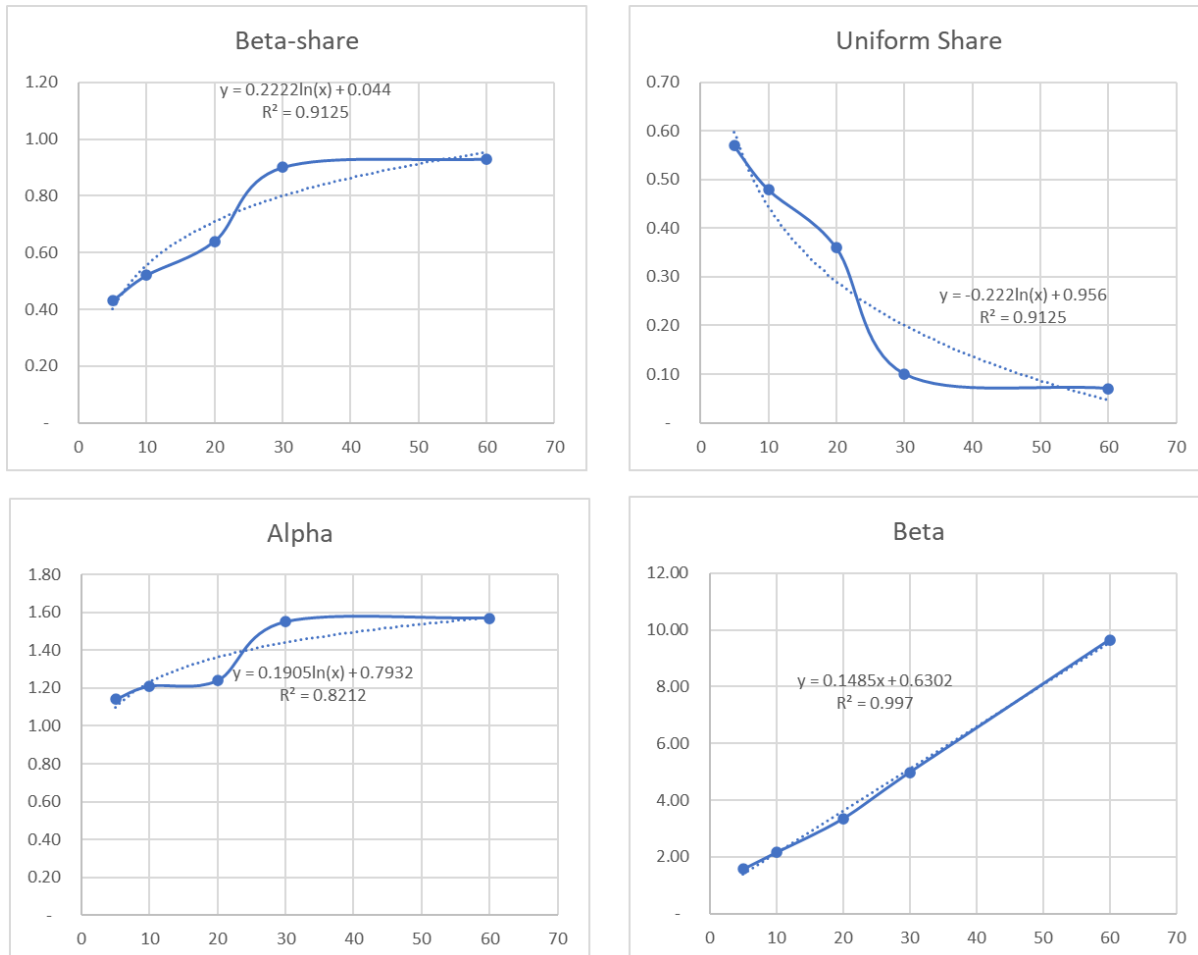 Beta-share
1.20
y = 0.2222ln(x) + 0.044
R² = 0.9125
1.00
0.80
0.60
0.40
0.20
-
0 10 20 30 40 50 60 70
Uniform Share
0.70
0.60
0.50
0.40
0.30
y = -0.222ln(x) + 0.956
R² = 0.9125
0.20
0.10
-
0 10 20 30 40 50 60 70
Alpha
1.80
1.60
1.40
y = 0.1905ln(x) + 0.7932
R² = 0.8212
1.20
1.00
0.80
0.60
0.40
0.20
-
0 10 20 30 40 50 60 70
Beta
12.00
10.00
8.00
y = 0.1485x + 0.6302
R² = 0.997
6.00
4.00
2.00
-
0 10 20 30 40 50 60 70